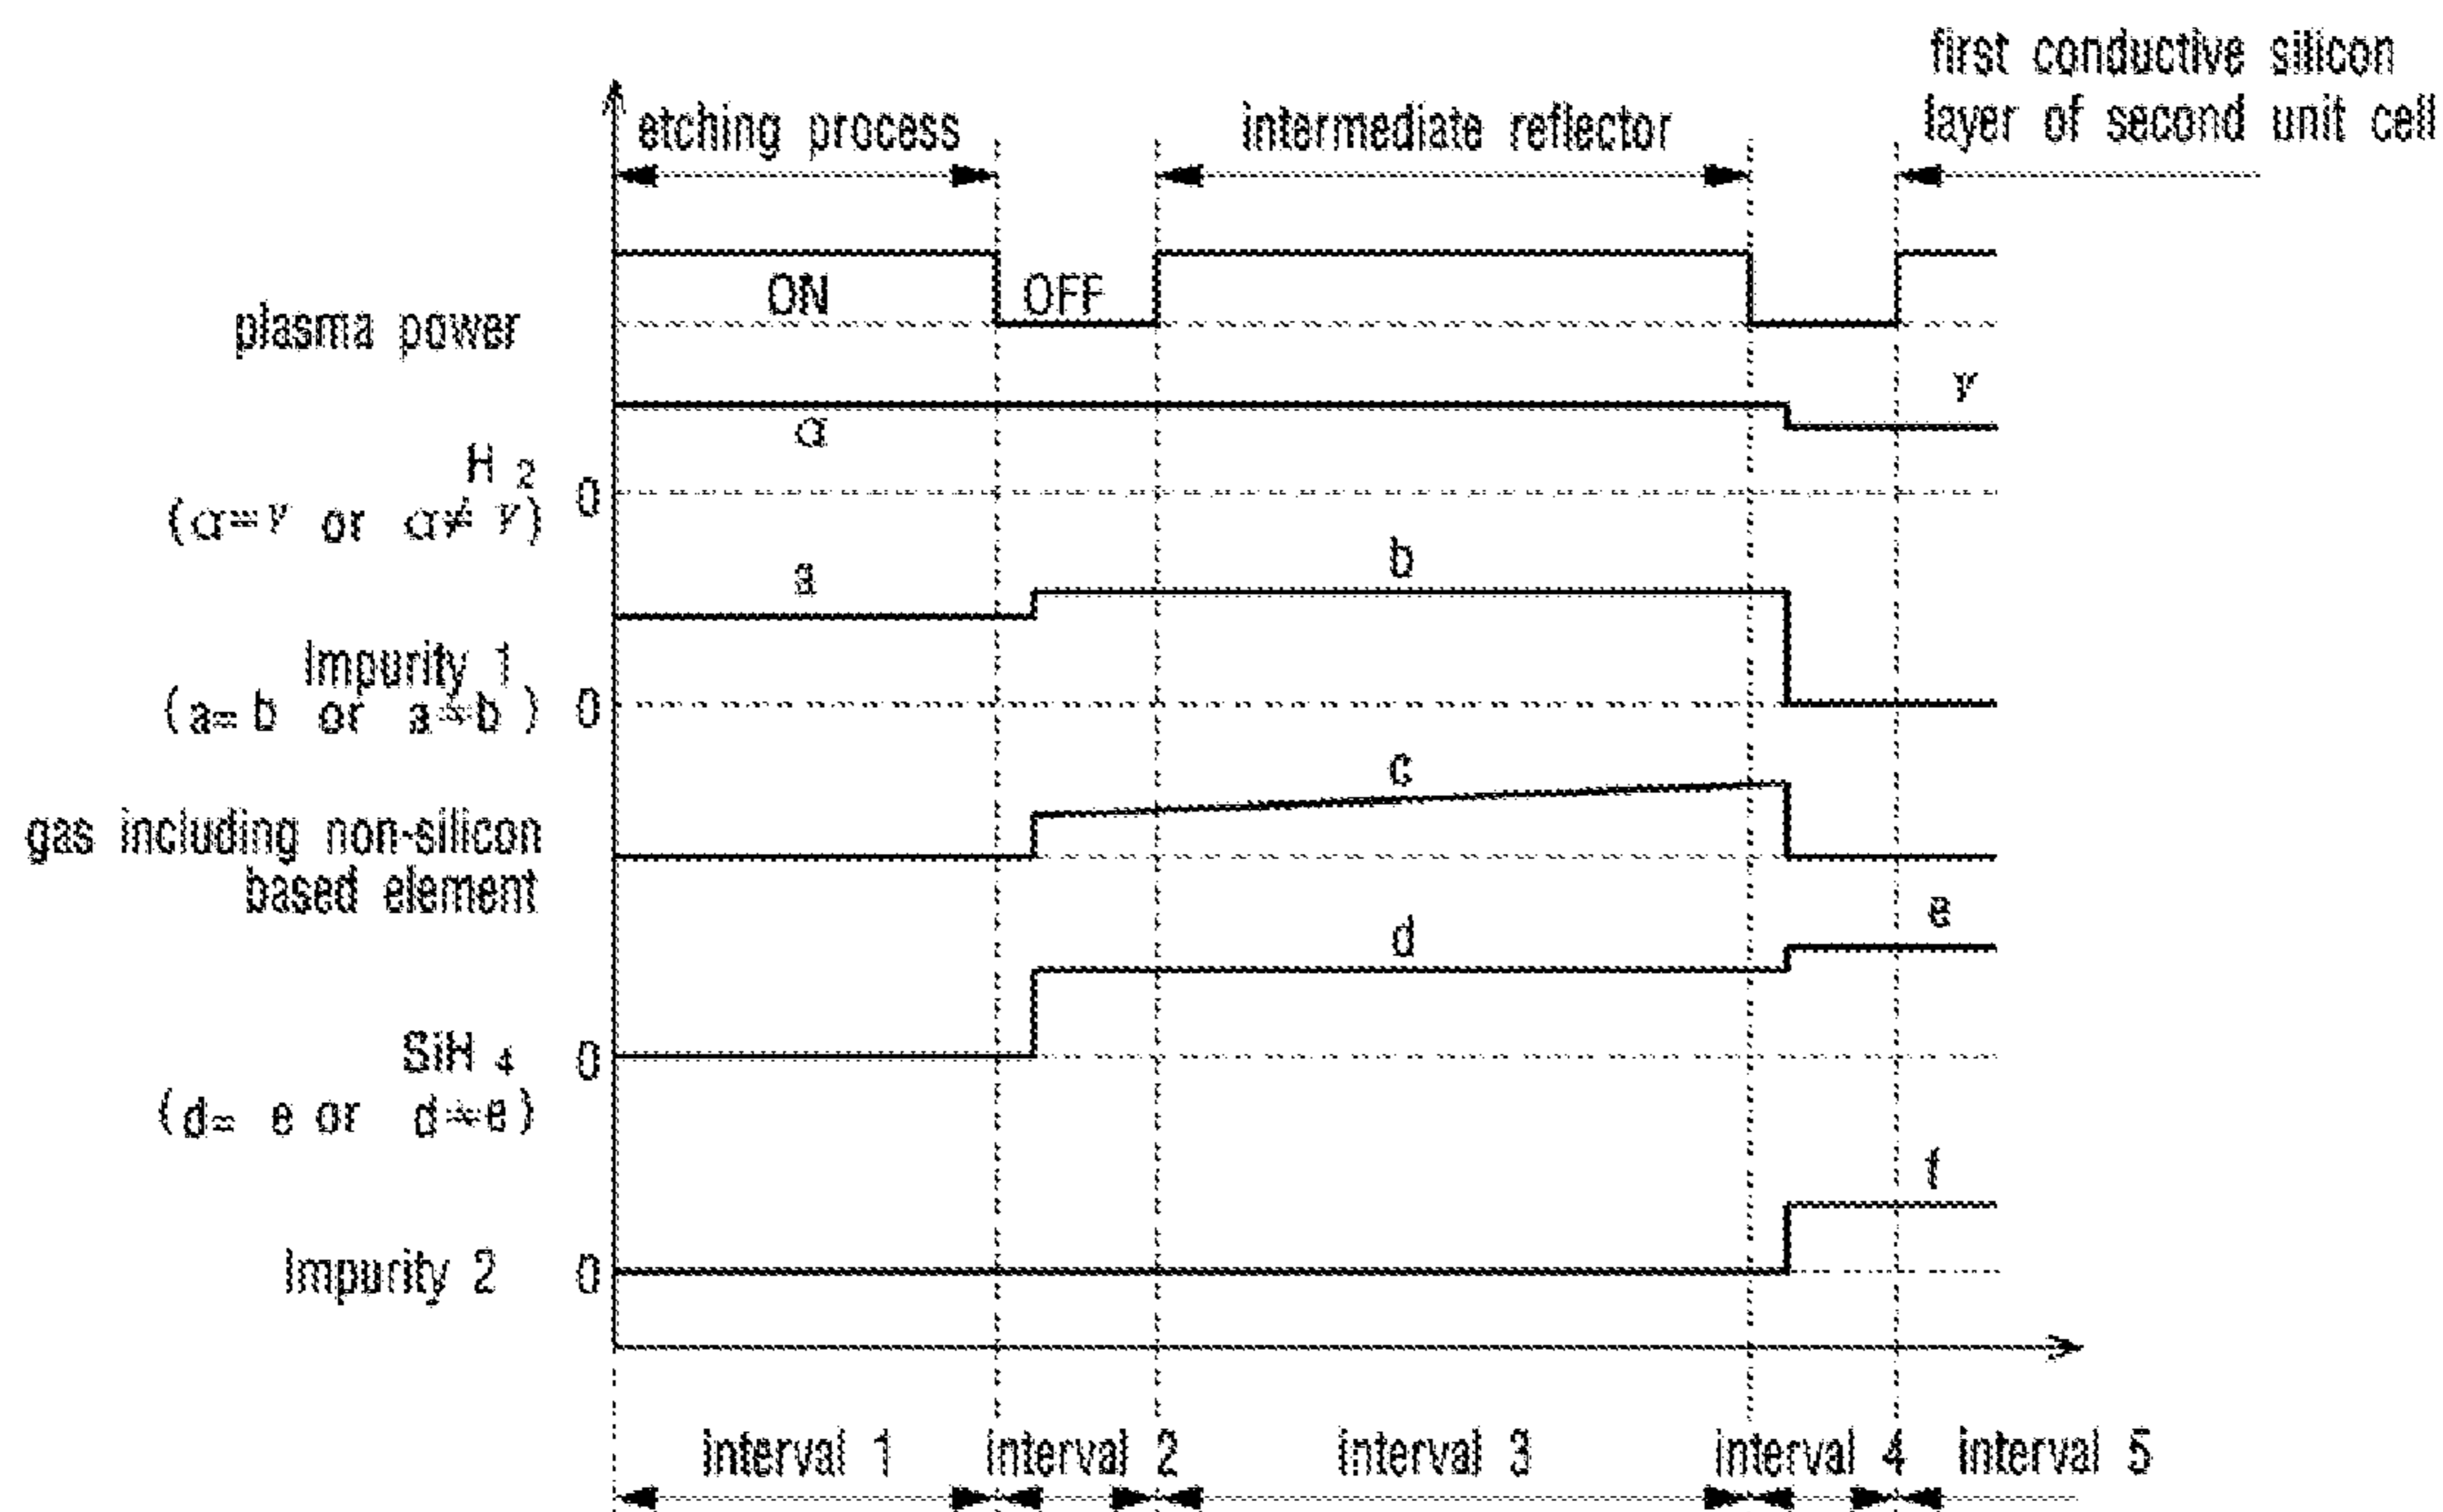 first conductive silicon
layer of second unit cell
etching process
intermediate reflector
ON
OFF
plasma power
γ
α
H 2
0
(α=γ or α≠γ)
b
a
Impurity 1
(a=b or a≠b)
0
c
gas including non-silicon
based element
e
d
SiH 4
0
(d= e or d≠e)
f
Impurity 2
0
interval 1
interval 2
interval 3
interval 4
interval 5